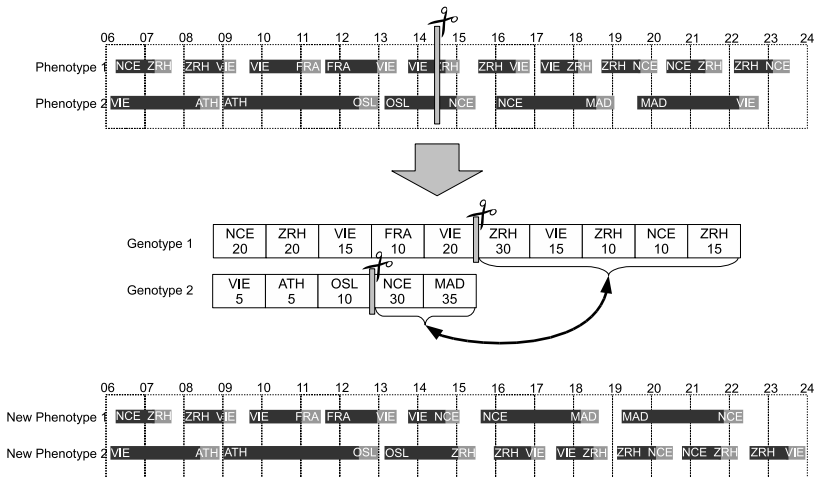 06 07 08 09 10 11 12 13 14 15 16 17 18 19 20 21 22 23 24
Phenotype 1 NCE ZRH ZRH VIE VIE FRA FRA VIE VIE ZRH ZRH VIE VIE ZRH ZRH NCE NCE ZRH ZRH NCE
Phenotype 2 VIE ATH ATH OSL OSL NCE NCE MAD MAD VIE
Genotype 1 NCE ZRH VIE FRA VIE ZRH VIE ZRH NCE ZRH
20 20 15 10 20 30 15 10 10 15
Genotype 2 VIE ATH OSL NCE MAD
5 5 10 30 35
06 07 08 09 10 11 12 13 14 15 16 17 18 19 20 21 22 23 24
New Phenotype 1 NCE ZRH ZRH VIE VIE FRA FRA VIE VIE NCE NCE MAD MAD NCE
New Phenotype 2 VIE ATH ATH OSL OSL ZRH ZRH VIE VIE ZRH ZRH NCE NCE ZRH ZRH VIE